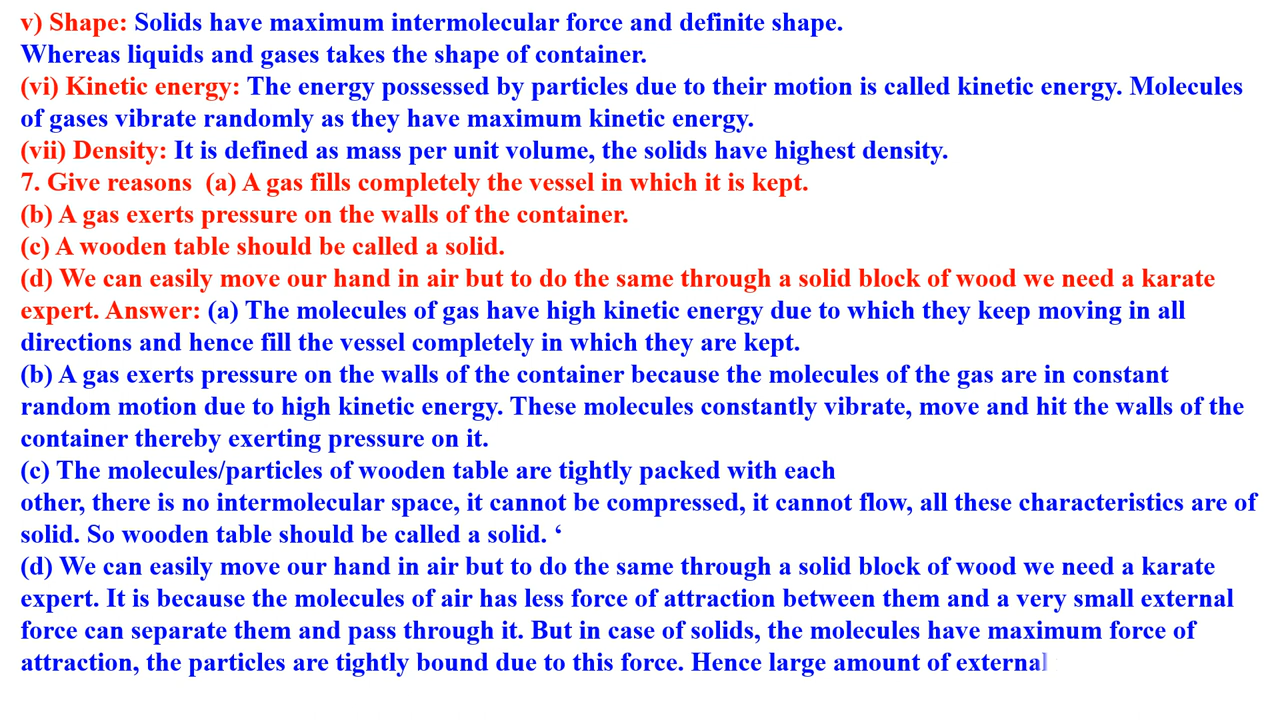 v) Shape: Solids have maximum intermolecular force and definite shape.
Whereas liquids and gases takes the shape of container.
(vi) Kinetic energy: The energy possessed by particles due to their motion is called kinetic energy. Molecules
of gases vibrate randomly as they have maximum kinetic energy.
(vii) Density: It is defined as mass per unit volume, the solids have highest density.
7. Give reasons  (a) A gas fills completely the vessel in which it is kept.
(b) A gas exerts pressure on the walls of the container.
(c) A wooden table should be called a solid.
(d) We can easily move our hand in air but to do the same through a solid block of wood we need a karate
expert. Answer: (a) The molecules of gas have high kinetic energy due to which they keep moving in all
directions and hence fill the vessel completely in which they are kept.
(b) A gas exerts pressure on the walls of the container because the molecules of the gas are in constant
random motion due to high kinetic energy. These molecules constantly vibrate, move and hit the walls of the
container thereby exerting pressure on it.
(c) The molecules/particles of wooden table are tightly packed with each
other, there is no intermolecular space, it cannot be compressed, it cannot flow, all these characteristics are of
solid. So wooden table should be called a solid. ‘
(d) We can easily move our hand in air but to do the same through a solid block of wood we need a karate
expert. It is because the molecules of air has less force of attraction between them and a very small external
force can separate them and pass through it. But in case of solids, the molecules have maximum force of
attraction, the particles are tightly bound due to this force. Hence large amount of external